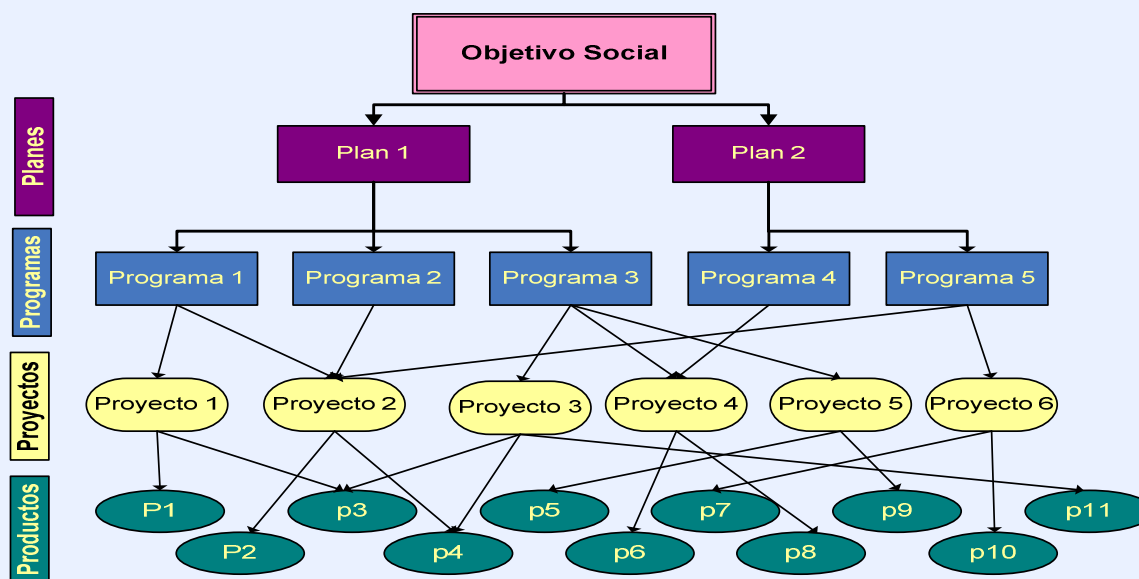 Objetivo Social
Planes
Plan 1
Plan 2
Programas
Programa 1
Programa 2
Programa 3
Programa 4
Programa 5
Proyectos
Proyecto 1
Proyecto 2
Proyecto 3
Proyecto 4
Proyecto 5
Proyecto 6
Productos
P1
p3
p5
p7
p9
p11
P2
p4
p6
p8
p10